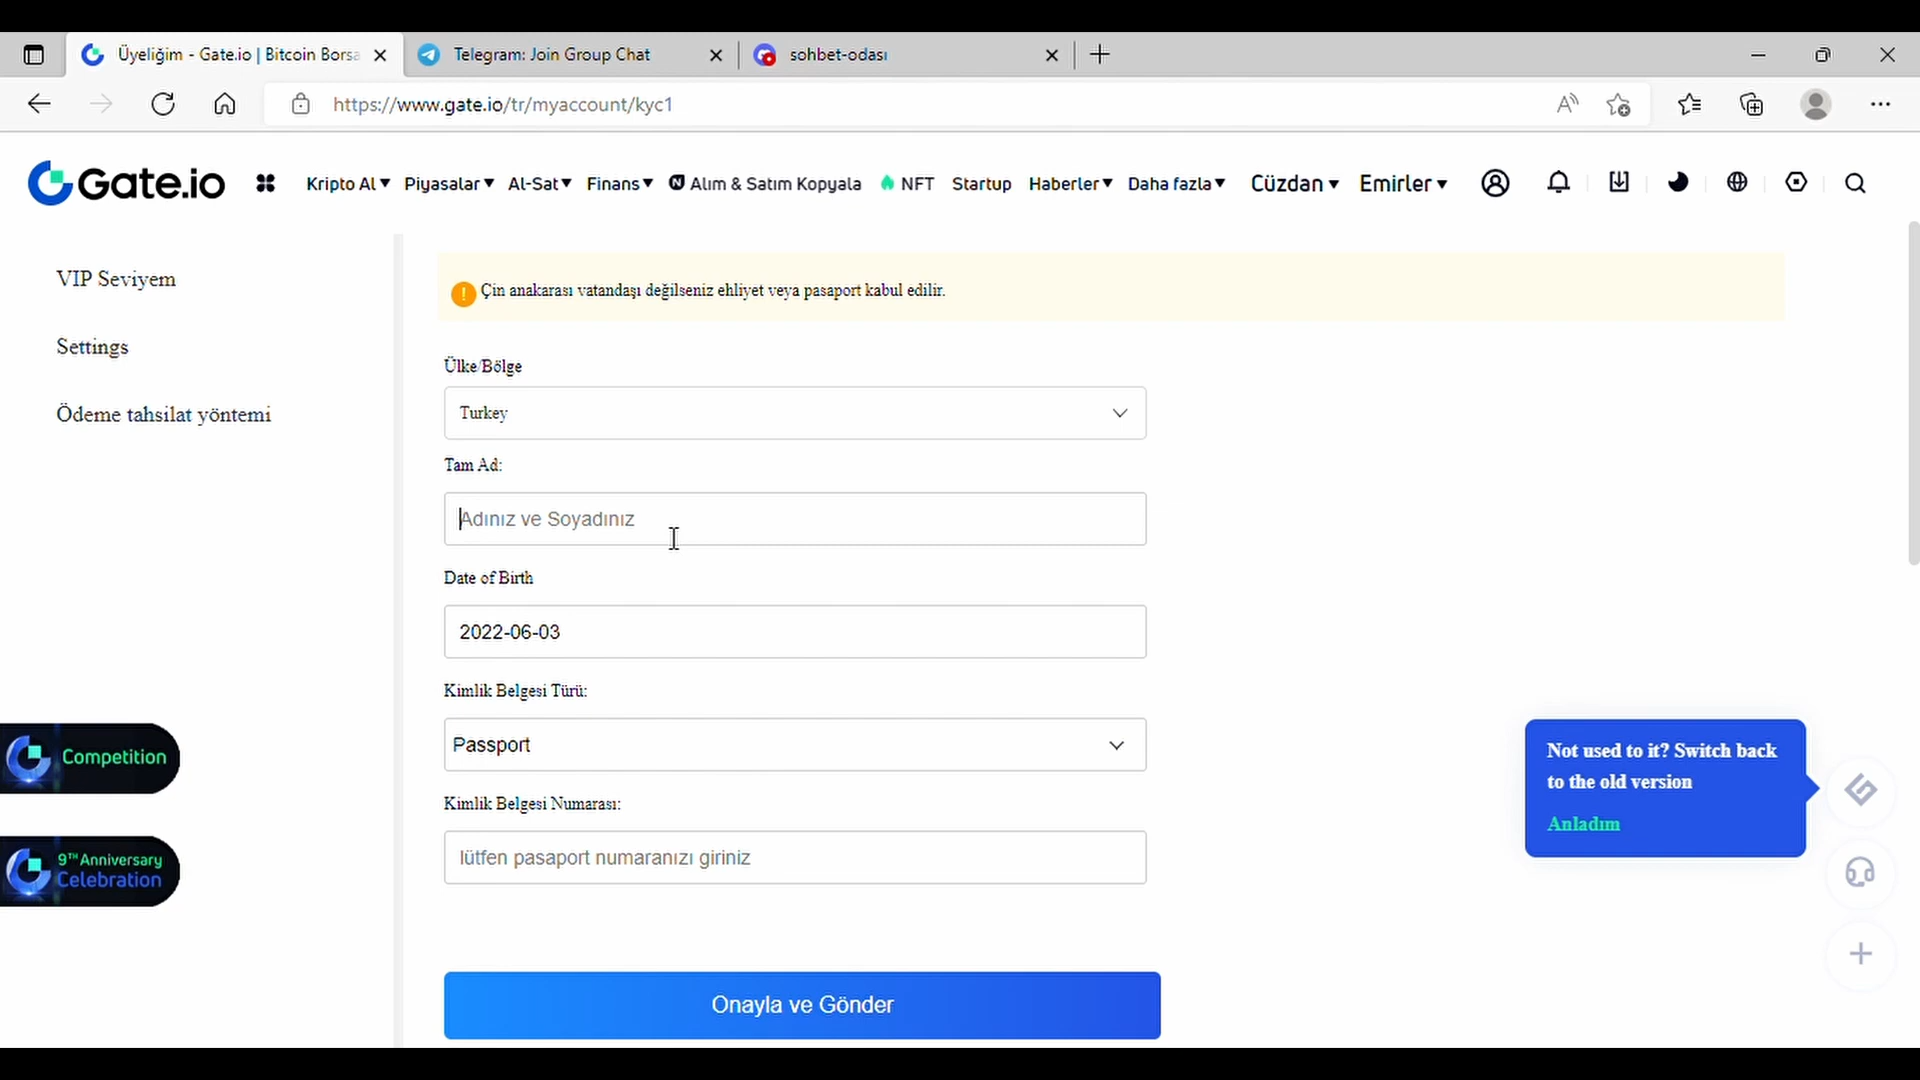 Üyeliğim - Gate.io | Bitcoin Borsa
Telegram: Join Group Chat
sohbet-odası
https://www.gate.io/tr/myaccount/kyc1
Gate.io
Kripto Al
Piyasalar
Al-Sat
Finans
Alım & Satım Kopyala
NFT
Startup
Haberler
Daha fazla
Cüzdan
Emirler
VIP Seviyem
Settings
Ödeme tahsilat yöntemi
Çin anakarası vatandaşı değilseniz ehliyet veya pasaport kabul edilir.
Ülke/Bölge
Turkey
Tam Ad:
Adınız ve Soyadınız
Date of Birth
2022-06-03
Kimlik Belgesi Türü:
Passport
Kimlik Belgesi Numarası:
lütfen pasaport numaranızı giriniz
Onayla ve Gönder
Competition
9TH Anniversary
Celebration
Not used to it? Switch back
to the old version
Anladım